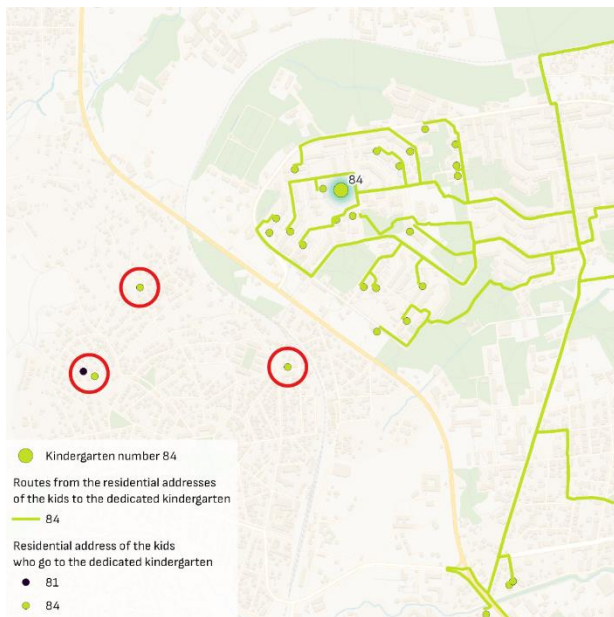 84
Kindergarten number 84
Routes from the residential addresses
of the kids to the dedicated kindergarten
84
Residential address of the kids
who go to the dedicated kindergarten
81
84